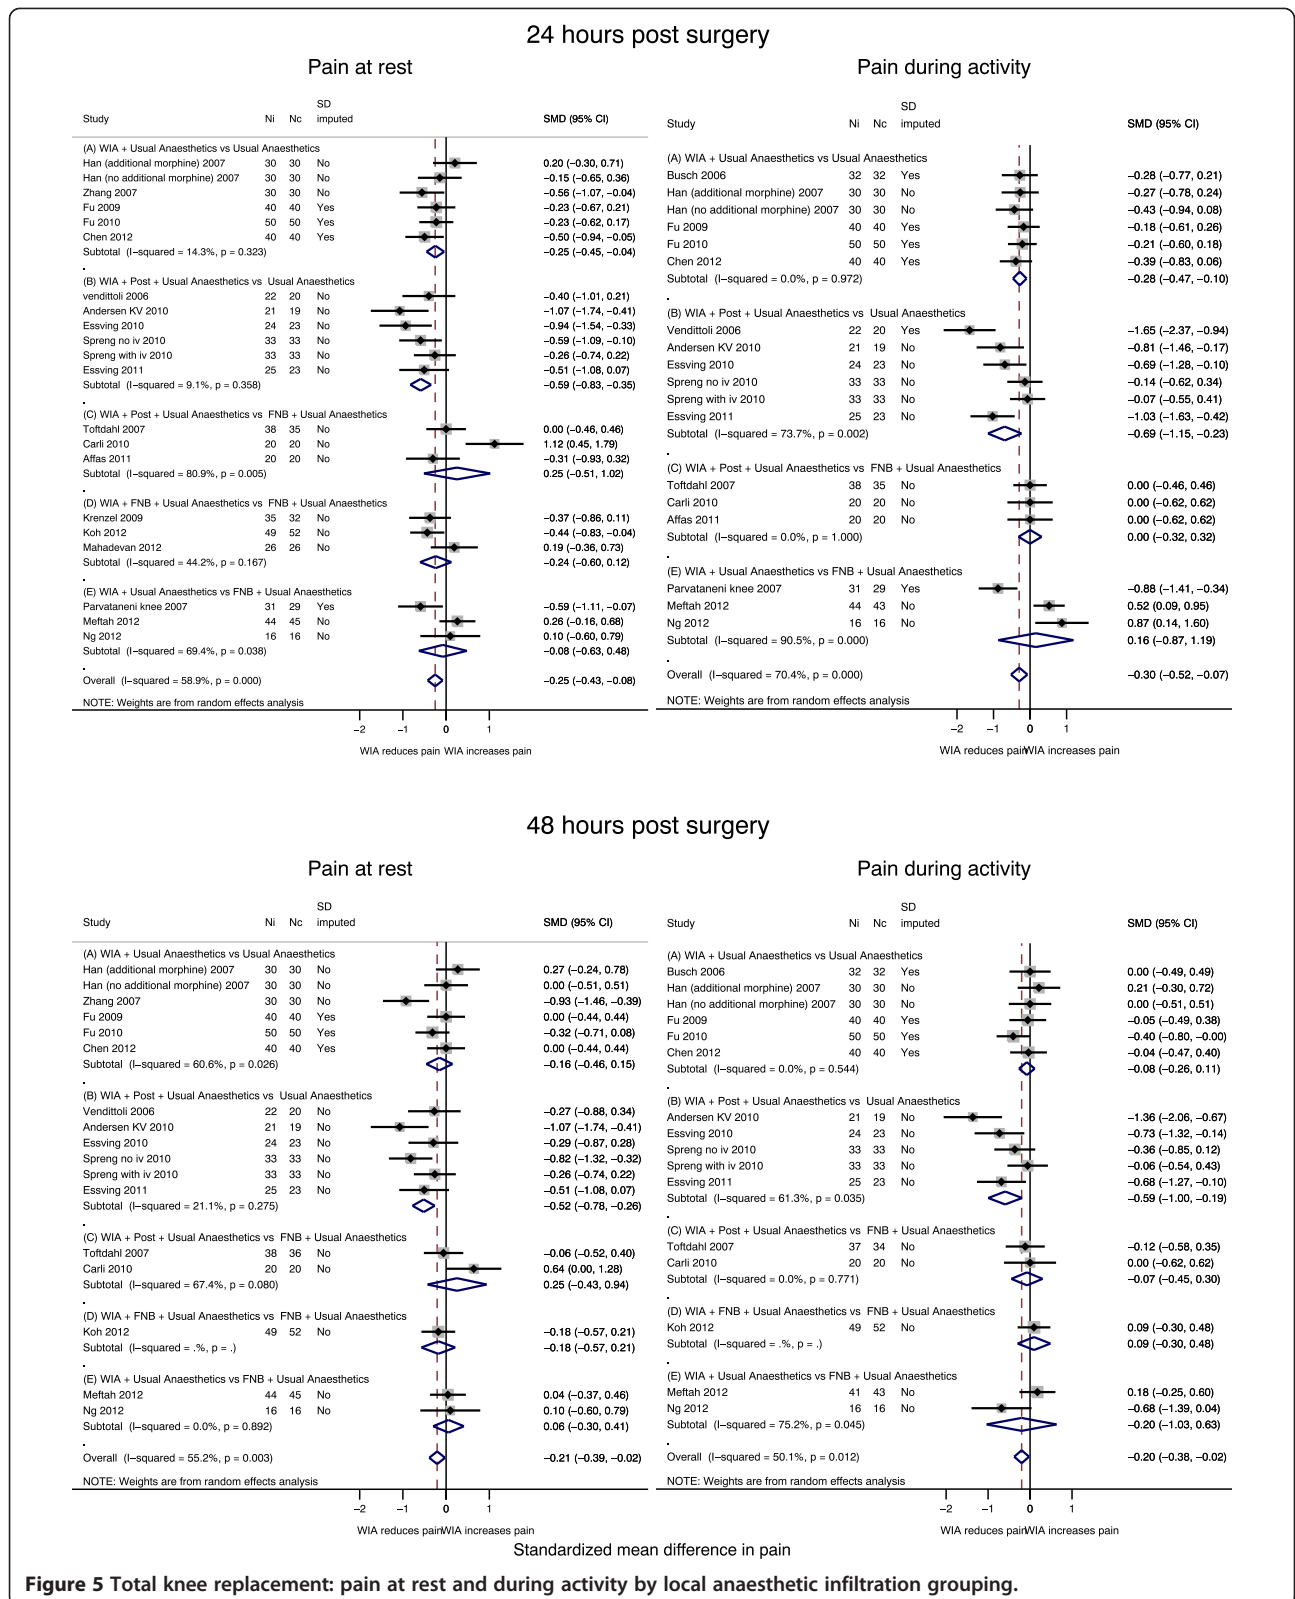 24 hours post surgery
Pain at rest
SD
Study Ni Nc imputed SMD (95% CI)
(A) WIA + Usual Anaesthetics vs Usual Anaesthetics
Han (additional morphine) 2007 30 30 No 0.20 (−0.30, 0.71)
Han (no additional morphine) 2007 30 30 No −0.15 (−0.65, 0.36)
Zhang 2007 30 30 No −0.56 (−1.07, −0.04)
Fu 2009 40 40 Yes −0.23 (−0.67, 0.21)
Fu 2010 50 50 Yes −0.23 (−0.62, 0.17)
Chen 2012 40 40 Yes −0.50 (−0.94, −0.05)
Subtotal (I−squared = 14.3%, p = 0.323) −0.25 (−0.45, −0.04)
.
(B) WIA + Post + Usual Anaesthetics vs Usual Anaesthetics
vendittoli 2006 22 20 No −0.40 (−1.01, 0.21)
Andersen KV 2010 21 19 No −1.07 (−1.74, −0.41)
Essving 2010 24 23 No −0.94 (−1.54, −0.33)
Spreng no iv 2010 33 33 No −0.59 (−1.09, −0.10)
Spreng with iv 2010 33 33 No −0.26 (−0.74, 0.22)
Essving 2011 25 23 No −0.51 (−1.08, 0.07)
Subtotal (I−squared = 9.1%, p = 0.358) −0.59 (−0.83, −0.35)
.
(C) WIA + Post + Usual Anaesthetics vs FNB + Usual Anaesthetics
Toftdahl 2007 38 35 No 0.00 (−0.46, 0.46)
Carli 2010 20 20 No 1.12 (0.45, 1.79)
Affas 2011 20 20 No −0.31 (−0.93, 0.32)
Subtotal (I−squared = 80.9%, p = 0.005) 0.25 (−0.51, 1.02)
.
(D) WIA + FNB + Usual Anaesthetics vs FNB + Usual Anaesthetics
Krenzel 2009 35 32 No −0.37 (−0.86, 0.11)
Koh 2012 49 52 No −0.44 (−0.83, −0.04)
Mahadevan 2012 26 26 No 0.19 (−0.36, 0.73)
Subtotal (I−squared = 44.2%, p = 0.167) −0.24 (−0.60, 0.12)
.
(E) WIA + Usual Anaesthetics vs FNB + Usual Anaesthetics
Parvataneni knee 2007 31 29 Yes −0.59 (−1.11, −0.07)
Meftah 2012 44 45 No 0.26 (−0.16, 0.68)
Ng 2012 16 16 No 0.10 (−0.60, 0.79)
Subtotal (I−squared = 69.4%, p = 0.038) −0.08 (−0.63, 0.48)
.
Overall (I−squared = 58.9%, p = 0.000) −0.25 (−0.43, −0.08)
NOTE: Weights are from random effects analysis
−2 −1 0 1
WIA reduces pain WIA increases pain
Pain during activity
SD
Study Ni Nc imputed SMD (95% CI)
(A) WIA + Usual Anaesthetics vs Usual Anaesthetics
Busch 2006 32 32 Yes −0.28 (−0.77, 0.21)
Han (additional morphine) 2007 30 30 No −0.27 (−0.78, 0.24)
Han (no additional morphine) 2007 30 30 No −0.43 (−0.94, 0.08)
Fu 2009 40 40 Yes −0.18 (−0.61, 0.26)
Fu 2010 50 50 Yes −0.21 (−0.60, 0.18)
Chen 2012 40 40 Yes −0.39 (−0.83, 0.06)
Subtotal (I−squared = 0.0%, p = 0.972) −0.28 (−0.47, −0.10)
.
(B) WIA + Post + Usual Anaesthetics vs Usual Anaesthetics
Vendittoli 2006 22 20 Yes −1.65 (−2.37, −0.94)
Andersen KV 2010 21 19 No −0.81 (−1.46, −0.17)
Essving 2010 24 23 No −0.69 (−1.28, −0.10)
Spreng no iv 2010 33 33 No −0.14 (−0.62, 0.34)
Spreng with iv 2010 33 33 No −0.07 (−0.55, 0.41)
Essving 2011 25 23 No −1.03 (−1.63, −0.42)
Subtotal (I−squared = 73.7%, p = 0.002) −0.69 (−1.15, −0.23)
.
(C) WIA + Post + Usual Anaesthetics vs FNB + Usual Anaesthetics
Toftdahl 2007 38 35 No 0.00 (−0.46, 0.46)
Carli 2010 20 20 No 0.00 (−0.62, 0.62)
Affas 2011 20 20 No 0.00 (−0.62, 0.62)
Subtotal (I−squared = 0.0%, p = 1.000) 0.00 (−0.32, 0.32)
.
(E) WIA + Usual Anaesthetics vs FNB + Usual Anaesthetics
Parvataneni knee 2007 31 29 Yes −0.88 (−1.41, −0.34)
Meftah 2012 44 43 No 0.52 (0.09, 0.95)
Ng 2012 16 16 No 0.87 (0.14, 1.60)
Subtotal (I−squared = 90.5%, p = 0.000) 0.16 (−0.87, 1.19)
.
Overall (I−squared = 70.4%, p = 0.000) −0.30 (−0.52, −0.07)
NOTE: Weights are from random effects analysis
−2 −1 0 1
WIA reduces pain WIA increases pain
48 hours post surgery
Pain at rest
SD
Study Ni Nc imputed SMD (95% CI)
(A) WIA + Usual Anaesthetics vs Usual Anaesthetics
Han (additional morphine) 2007 30 30 No 0.27 (−0.24, 0.78)
Han (no additional morphine) 2007 30 30 No 0.00 (−0.51, 0.51)
Zhang 2007 30 30 No −0.93 (−1.46, −0.39)
Fu 2009 40 40 Yes 0.00 (−0.44, 0.44)
Fu 2010 50 50 Yes −0.32 (−0.71, 0.08)
Chen 2012 40 40 Yes 0.00 (−0.44, 0.44)
Subtotal (I−squared = 60.6%, p = 0.026) −0.16 (−0.46, 0.15)
.
(B) WIA + Post + Usual Anaesthetics vs Usual Anaesthetics
Vendittoli 2006 22 20 No −0.27 (−0.88, 0.34)
Andersen KV 2010 21 19 No −1.07 (−1.74, −0.41)
Essving 2010 24 23 No −0.29 (−0.87, 0.28)
Spreng no iv 2010 33 33 No −0.82 (−1.32, −0.32)
Spreng with iv 2010 33 33 No −0.26 (−0.74, 0.22)
Essving 2011 25 23 No −0.51 (−1.08, 0.07)
Subtotal (I−squared = 21.1%, p = 0.275) −0.52 (−0.78, −0.26)
.
(C) WIA + Post + Usual Anaesthetics vs FNB + Usual Anaesthetics
Toftdahl 2007 38 36 No −0.06 (−0.52, 0.40)
Carli 2010 20 20 No 0.64 (0.00, 1.28)
Subtotal (I−squared = 67.4%, p = 0.080) 0.25 (−0.43, 0.94)
.
(D) WIA + FNB + Usual Anaesthetics vs FNB + Usual Anaesthetics
Koh 2012 49 52 No −0.18 (−0.57, 0.21)
Subtotal (I−squared = .%, p = .) −0.18 (−0.57, 0.21)
.
(E) WIA + Usual Anaesthetics vs FNB + Usual Anaesthetics
Meftah 2012 44 45 No 0.04 (−0.37, 0.46)
Ng 2012 16 16 No 0.10 (−0.60, 0.79)
Subtotal (I−squared = 0.0%, p = 0.892) 0.06 (−0.30, 0.41)
.
Overall (I−squared = 55.2%, p = 0.003) −0.21 (−0.39, −0.02)
NOTE: Weights are from random effects analysis
−2 −1 0 1
WIA reduces pain WIA increases pain
Pain during activity
SD
Study Ni Nc imputed SMD (95% CI)
(A) WIA + Usual Anaesthetics vs Usual Anaesthetics
Busch 2006 32 32 Yes 0.00 (−0.49, 0.49)
Han (additional morphine) 2007 30 30 No 0.21 (−0.30, 0.72)
Han (no additional morphine) 2007 30 30 No 0.00 (−0.51, 0.51)
Fu 2009 40 40 Yes −0.05 (−0.49, 0.38)
Fu 2010 50 50 Yes −0.40 (−0.80, −0.00)
Chen 2012 40 40 Yes −0.04 (−0.47, 0.40)
Subtotal (I−squared = 0.0%, p = 0.544) −0.08 (−0.26, 0.11)
.
(B) WIA + Post + Usual Anaesthetics vs Usual Anaesthetics
Andersen KV 2010 21 19 No −1.36 (−2.06, −0.67)
Essving 2010 24 23 No −0.73 (−1.32, −0.14)
Spreng no iv 2010 33 33 No −0.36 (−0.85, 0.12)
Spreng with iv 2010 33 33 No −0.06 (−0.54, 0.43)
Essving 2011 25 23 No −0.68 (−1.27, −0.10)
Subtotal (I−squared = 61.3%, p = 0.035) −0.59 (−1.00, −0.19)
.
(C) WIA + Post + Usual Anaesthetics vs FNB + Usual Anaesthetics
Toftdahl 2007 37 34 No −0.12 (−0.58, 0.35)
Carli 2010 20 20 No 0.00 (−0.62, 0.62)
Subtotal (I−squared = 0.0%, p = 0.771) −0.07 (−0.45, 0.30)
.
(D) WIA + FNB + Usual Anaesthetics vs FNB + Usual Anaesthetics
Koh 2012 49 52 No 0.09 (−0.30, 0.48)
Subtotal (I−squared = .%, p = .) 0.09 (−0.30, 0.48)
.
(E) WIA + Usual Anaesthetics vs FNB + Usual Anaesthetics
Meftah 2012 41 43 No 0.18 (−0.25, 0.60)
Ng 2012 16 16 No −0.68 (−1.39, 0.04)
Subtotal (I−squared = 75.2%, p = 0.045) −0.20 (−1.03, 0.63)
.
Overall (I−squared = 50.1%, p = 0.012) −0.20 (−0.38, −0.02)
NOTE: Weights are from random effects analysis
−2 −1 0 1
WIA reduces pain WIA increases pain
Standardized mean difference in pain
Figure 5 Total knee replacement: pain at rest and during activity by local anaesthetic infiltration grouping.